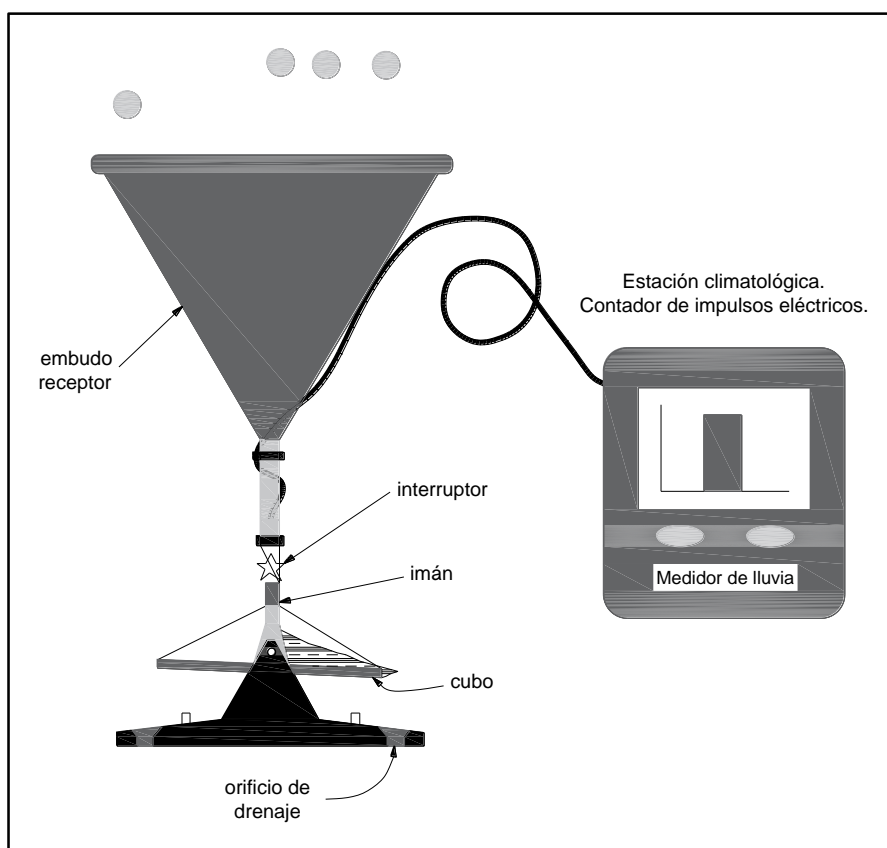 Estación climatológica.
Contador de impulsos eléctricos.
embudo
receptor
interruptor
imán
Medidor de lluvia
cubo
orificio de
drenaje